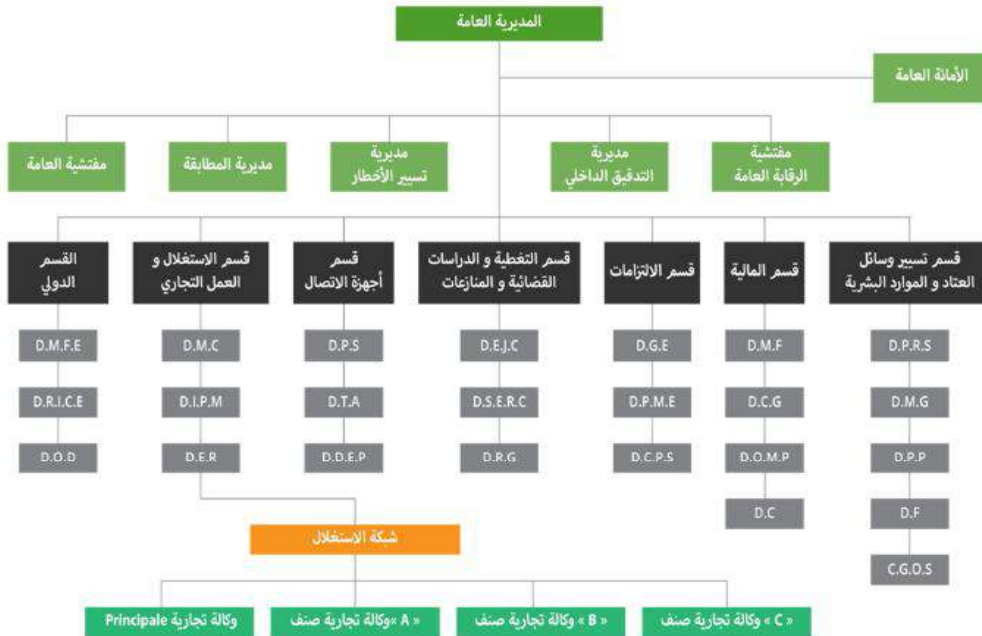 المديرية العامة
الأمانة العامة
مفتشية
الرقابة العامة
مديرية
التدقيق الداخلي
مديرية
تسيير الأخطار
مديرية المطابقة
مفتشية العامة
قسم تسيير وسائل
العتاد و الموارد البشرية
قسم المالية
قسم الالتزامات
قسم التغطية و الدراسات
القضائية و المنازعات
قسم
أجهزة الاتصال
قسم الاستغلال و
العمل التجاري
القسم
الدولي
D.P.R.S
D.M.G
D.P.P
D.F
C.G.O.S
D.M.F
D.C.G
D.O.M.P
D.C
D.G.E
D.P.M.E
D.C.P.S
D.E.J.C
D.S.E.R.C
D.R.G
D.P.S
D.T.A
D.D.E.P
D.M.C
D.I.P.M
D.E.R
D.M.F.E
D.R.I.C.E
D.O.D
شبكة الاستغلال
« C » وكالة تجارية صنف
« B » وكالة تجارية صنف
« A »وكالة تجارية صنف
وكالة تجارية Principale